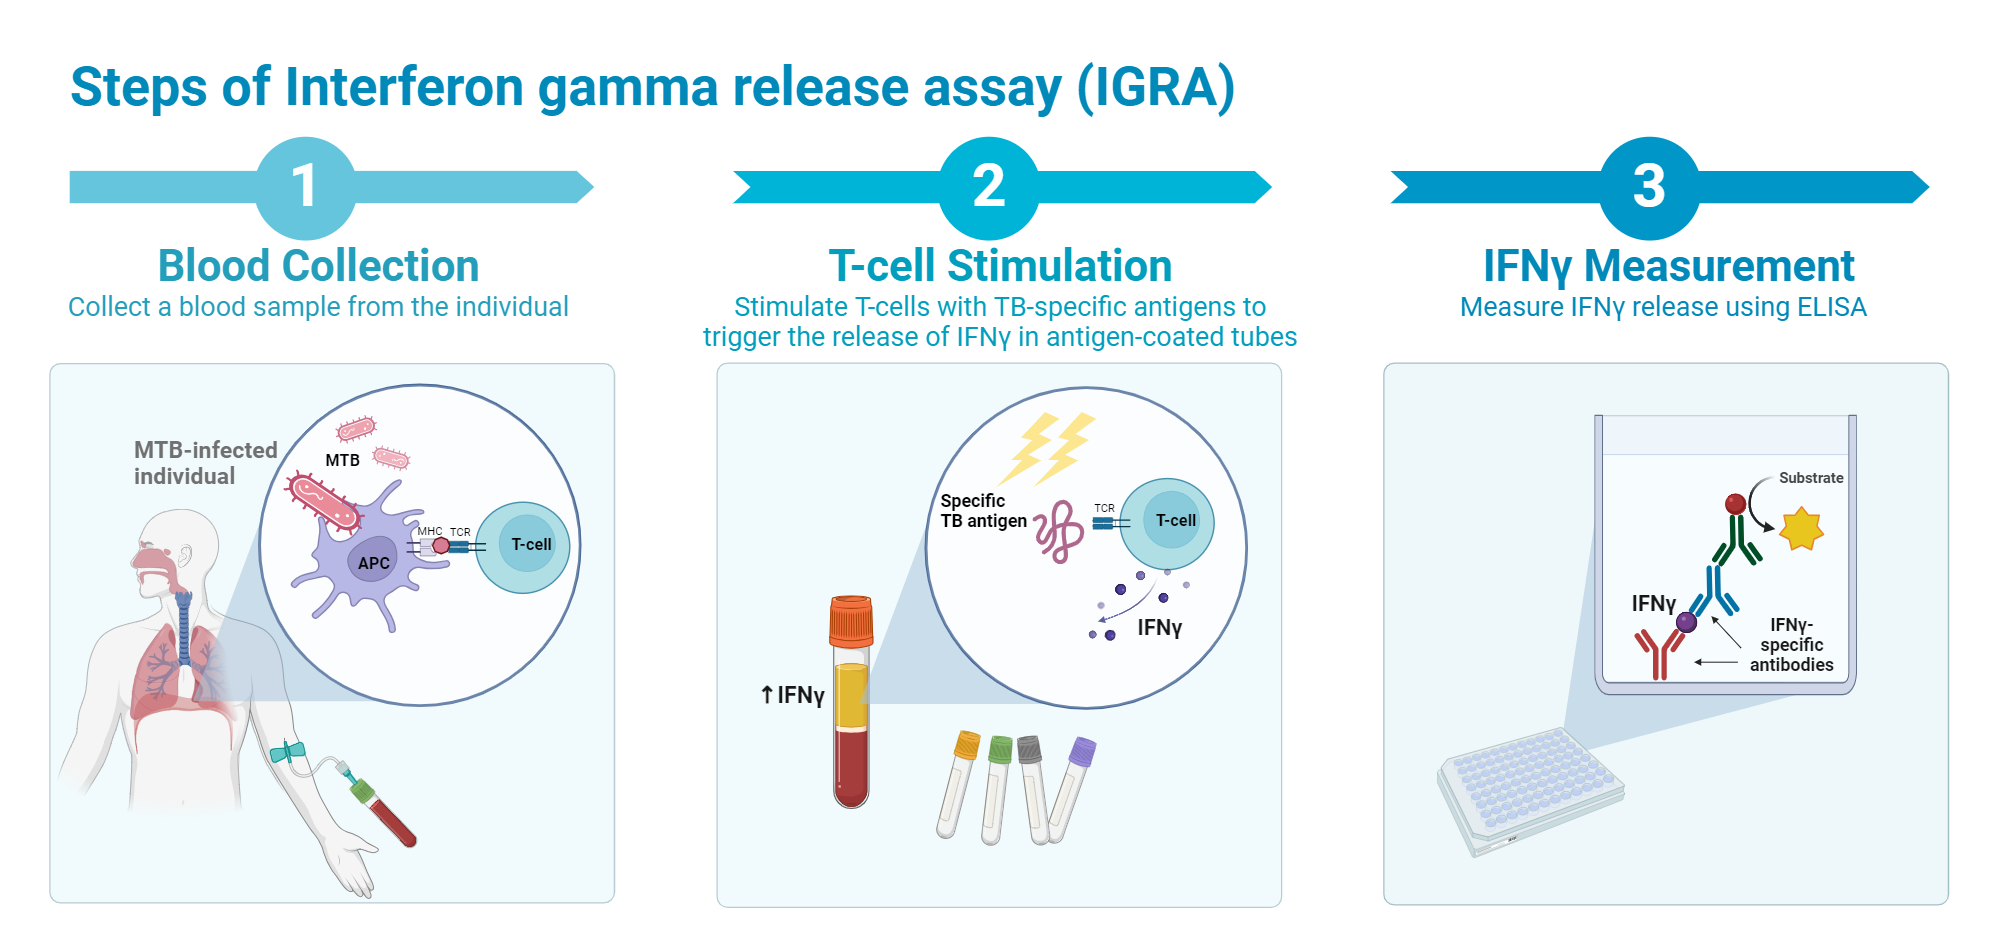 Steps of Interferon gamma release assay (IGRA)
1
Blood Collection
Collect a blood sample from the individual
MTB-infected
individual
MTB
MHC TCR
APC
T-cell
2
T-cell Stimulation
Stimulate T-cells with TB-specific antigens to
trigger the release of IFNγ in antigen-coated tubes
Specific
TB antigen
TCR
T-cell
IFNγ
↑IFNγ
3
IFNγ Measurement
Measure IFNγ release using ELISA
Substrate
IFNγ
IFNγ-
specific
antibodies